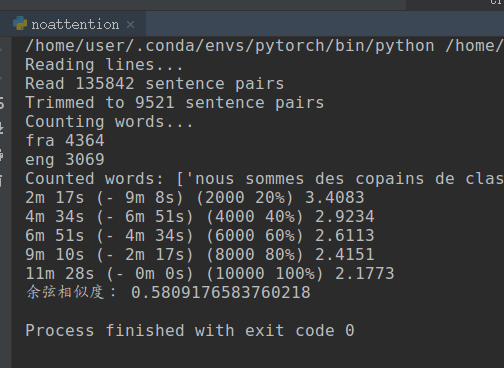 noattention
/home/user/.conda/envs/pytorch/bin/python /home/
Reading lines...
Read 135842 sentence pairs
Trimmed to 9521 sentence pairs
Counting words...
fra 4364
eng 3069
Counted words: ['nous sommes des copains de clas
2m 17s (- 9m 8s) (2000 20%) 3.4083
4m 34s (- 6m 51s) (4000 40%) 2.9234
6m 51s (- 4m 34s) (6000 60%) 2.6113
9m 10s (- 2m 17s) (8000 80%) 2.4151
11m 28s (- 0m 0s) (10000 100%) 2.1773
余弦相似度： 0.5809176583760218
Process finished with exit code 0